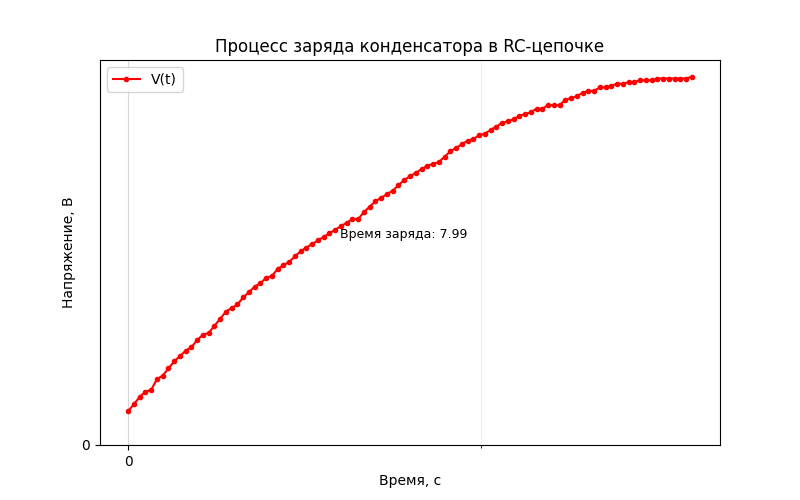 Процесс заряда конденсатора в RC-цепочке
V(t)
Напряжение, В
Время заряда: 7.99
0
0
Время, с